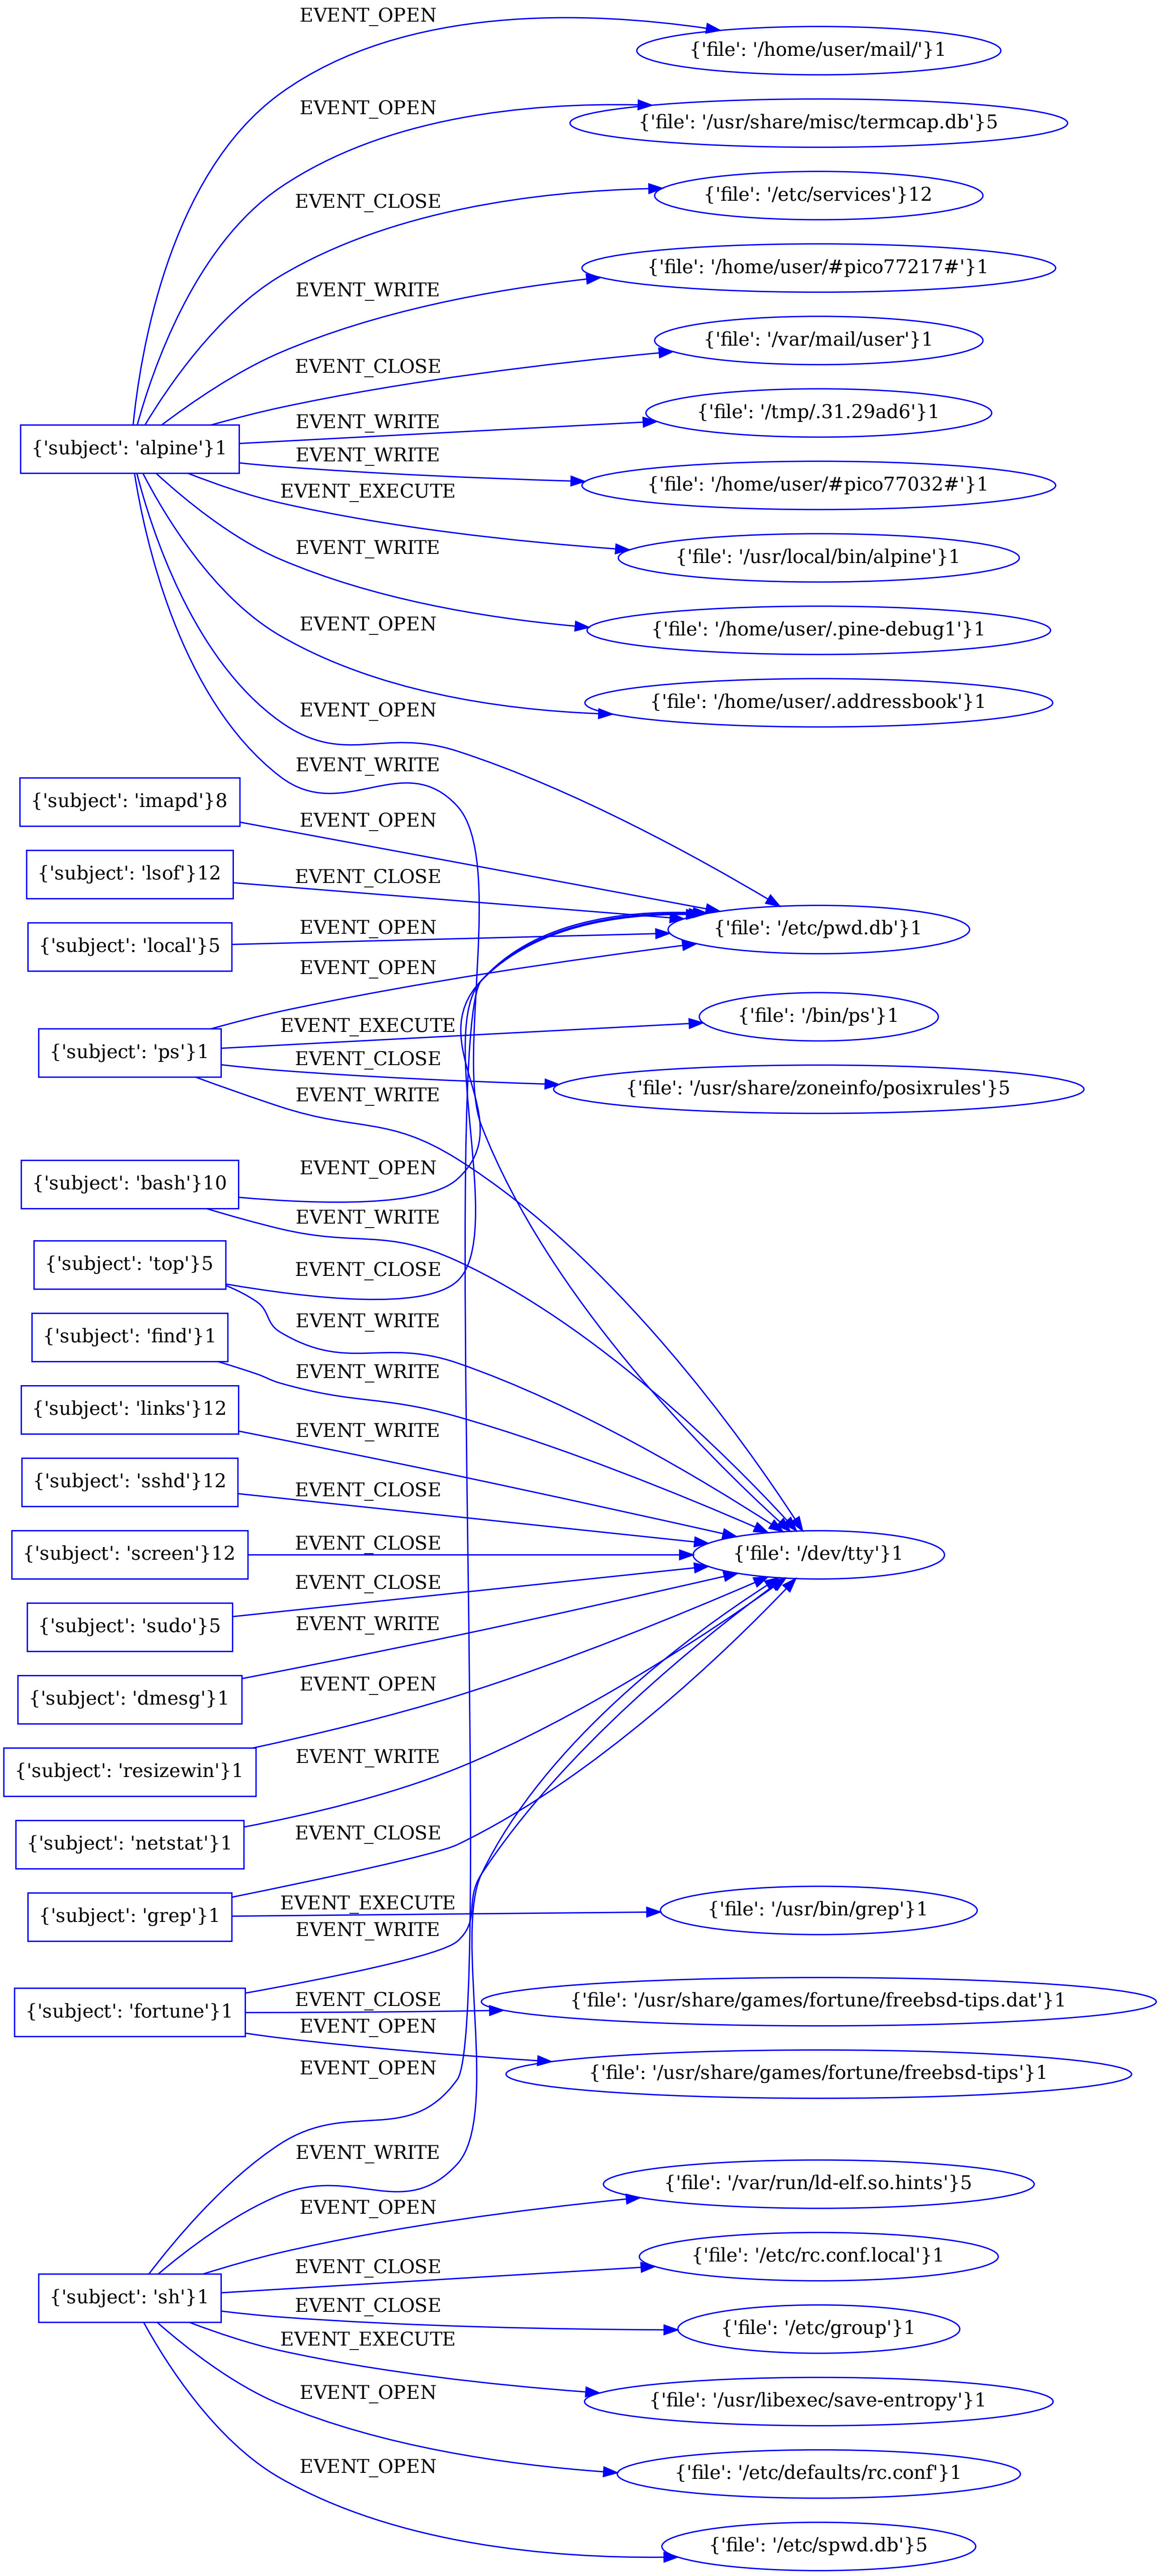 EVENT_OPEN
{'file': '/home/user/mail/'}1
EVENT_OPEN
{'file': '/usr/share/misc/termcap.db'}5
EVENT_CLOSE
{'file': '/etc/services'}12
EVENT_WRITE
{'file': '/home/user/#pico77217#'}1
EVENT_CLOSE
{'file': '/var/mail/user'}1
EVENT_WRITE
{'file': '/tmp/.31.29ad6'}1
{'subject': 'alpine'}1
EVENT_WRITE
{'file': '/home/user/#pico77032#'}1
EVENT_EXECUTE
{'file': '/usr/local/bin/alpine'}1
EVENT_WRITE
{'file': '/home/user/.pine-debug1'}1
EVENT_OPEN
{'file': '/home/user/.addressbook'}1
EVENT_OPEN
EVENT_WRITE
{'subject': 'imapd'}8
EVENT_OPEN
{'subject': 'lsof'}12
EVENT_CLOSE
{'subject': 'local'}5
EVENT_OPEN
{'file': '/etc/pwd.db'}1
EVENT_OPEN
{'file': '/bin/ps'}1
EVENT_EXECUTE
{'subject': 'ps'}1
EVENT_CLOSE
{'file': '/usr/share/zoneinfo/posixrules'}5
EVENT_WRITE
EVENT_OPEN
{'subject': 'bash'}10
EVENT_WRITE
{'subject': 'top'}5
EVENT_CLOSE
EVENT_WRITE
{'subject': 'find'}1
EVENT_WRITE
{'subject': 'links'}12
EVENT_WRITE
{'subject': 'sshd'}12
EVENT_CLOSE
{'subject': 'screen'}12
EVENT_CLOSE
{'file': '/dev/tty'}1
EVENT_CLOSE
{'subject': 'sudo'}5
EVENT_WRITE
{'subject': 'dmesg'}1
EVENT_OPEN
{'subject': 'resizewin'}1
EVENT_WRITE
{'subject': 'netstat'}1
EVENT_CLOSE
{'subject': 'grep'}1
EVENT_EXECUTE
{'file': '/usr/bin/grep'}1
EVENT_WRITE
{'subject': 'fortune'}1
EVENT_CLOSE
{'file': '/usr/share/games/fortune/freebsd-tips.dat'}1
EVENT_OPEN
{'file': '/usr/share/games/fortune/freebsd-tips'}1
EVENT_OPEN
EVENT_WRITE
{'file': '/var/run/ld-elf.so.hints'}5
EVENT_OPEN
{'file': '/etc/rc.conf.local'}1
EVENT_CLOSE
{'subject': 'sh'}1
EVENT_CLOSE
{'file': '/etc/group'}1
EVENT_EXECUTE
{'file': '/usr/libexec/save-entropy'}1
EVENT_OPEN
{'file': '/etc/defaults/rc.conf'}1
EVENT_OPEN
{'file': '/etc/spwd.db'}5